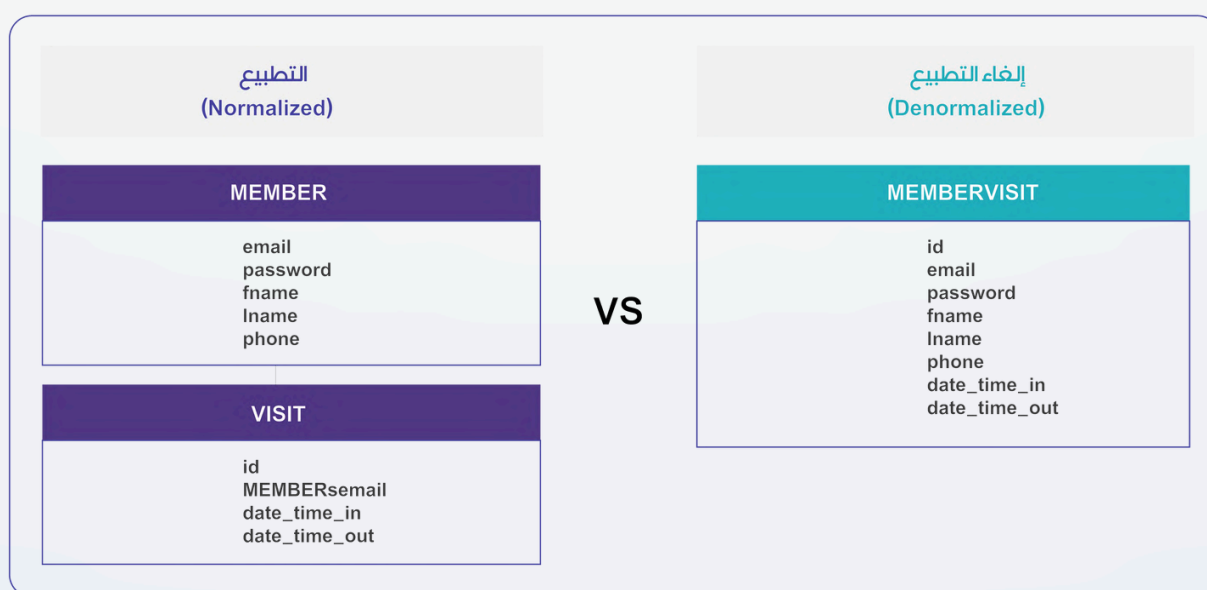 التطبيع
(Normalized)
MEMBER
email
password
fname
lname
phone
VISIT
id
MEMBERsemail
date_time_in
date_time_out
VS
إلغاء التطبيع
(Denormalized)
MEMBERVISIT
id
email
password
fname
lname
phone
date_time_in
date_time_out